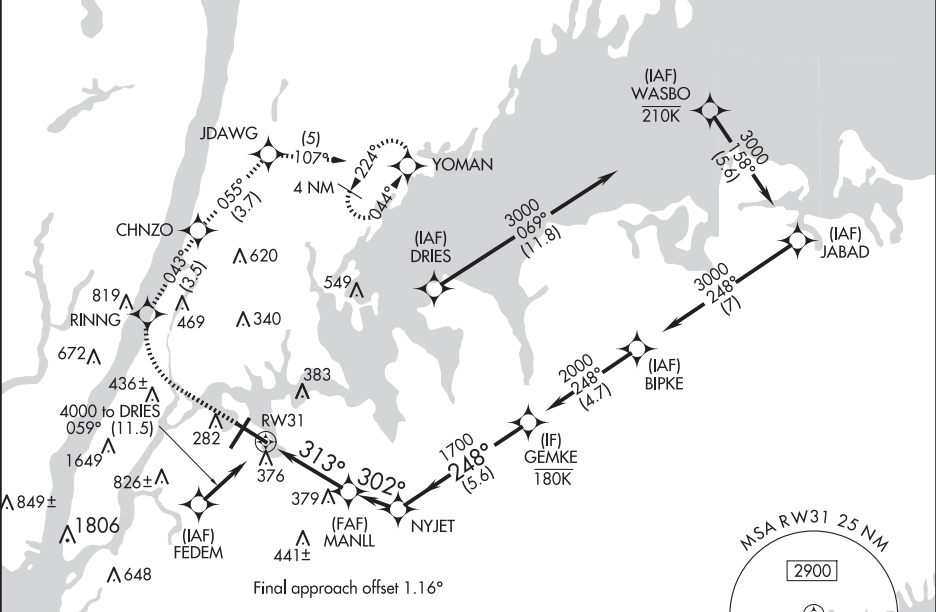 (IAF)
WASBO
210K
3000
158°
(5.6)
JDAWG
(5)
107°
224°
YOMAN
4 NM
044°
055°
(3.7)
CHNZO
620
(IAF)
DRIES
3000
069°
(11.8)
(IAF)
JABAD
043°
(3.5)
549
3000
248°
(7)
819
RINNG
469
340
672
(IAF)
BIPKE
2000
248°
(4.7)
383
436±
4000 to DRIES
059° (11.5)
RW31
282
(IF)
GEMKE
180K
1700
248°
(5.6)
1649
376
313°
302°
826±
379
849±
(FAF)
MANLL
NYJET
1806
(IAF)
FEDEM
441±
648
MSA RW31 25 NM
2900
Final approach offset 1.16°